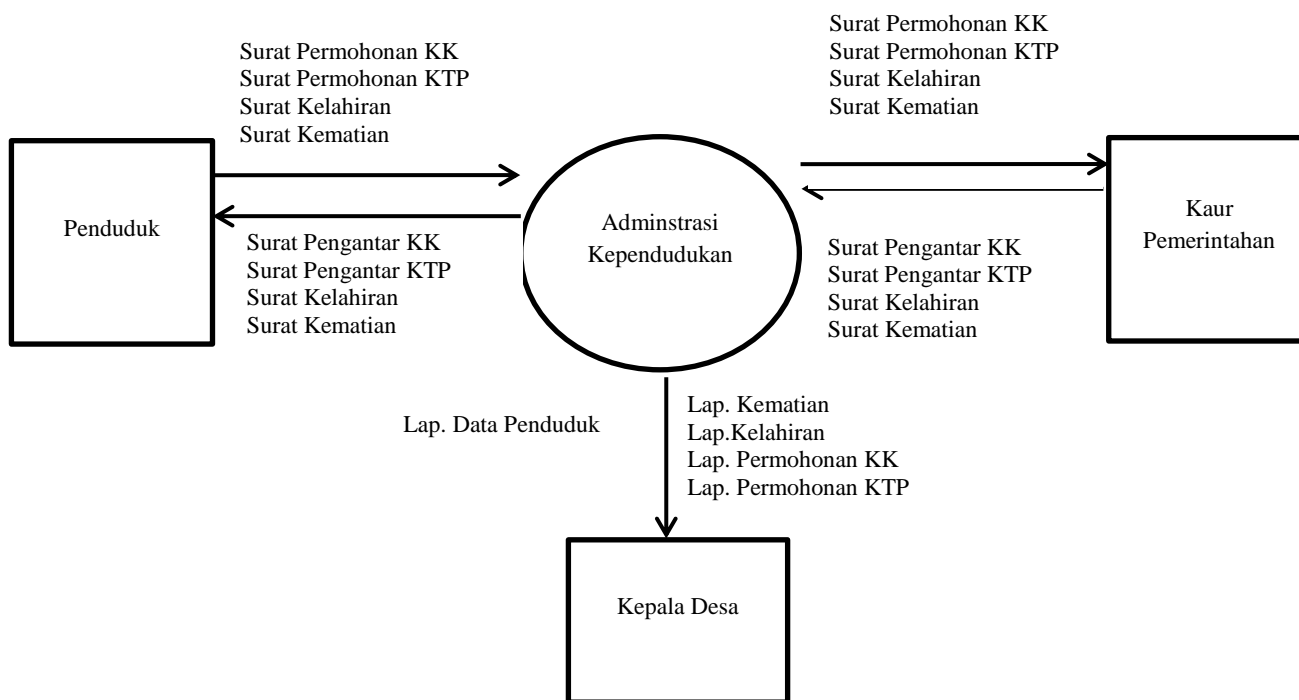 Surat Permohonan KK
Surat Permohonan KTP
Surat Kelahiran
Surat Kematian
Surat Permohonan KK
Surat Permohonan KTP
Surat Kelahiran
Surat Kematian
Penduduk
Adminstrasi
Kependudukan
Kaur
Pemerintahan
Surat Pengantar KK
Surat Pengantar KTP
Surat Kelahiran
Surat Kematian
Surat Pengantar KK
Surat Pengantar KTP
Surat Kelahiran
Surat Kematian
Lap. Data Penduduk
Lap. Kematian
Lap.Kelahiran
Lap. Permohonan KK
Lap. Permohonan KTP
Kepala Desa